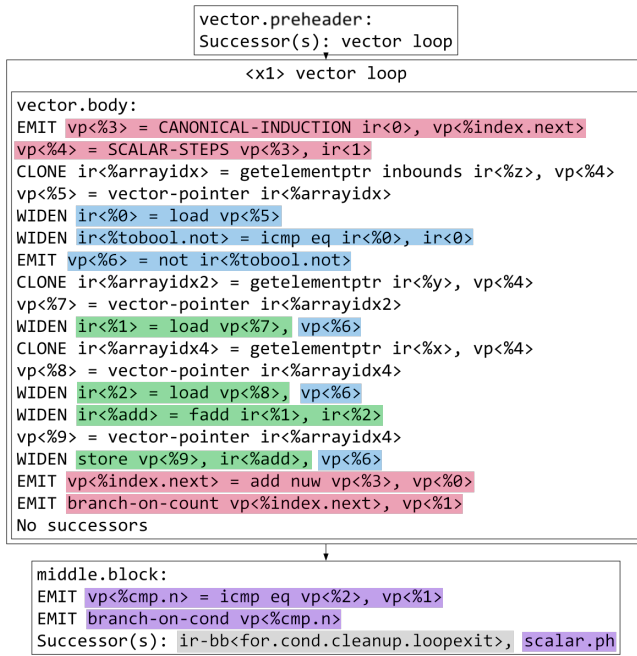 vector.preheader:
Successor(s): vector loop
<x1> vector loop
vector.body:
EMIT vp<%3> = CANONICAL-INDUCTION ir<0>, vp<%index.next>
vp<%4> = SCALAR-STEPS vp<%3>, ir<1>
CLONE ir<%arrayidx> = getelementptr inbounds ir<%z>, vp<%4>
vp<%5> = vector-pointer ir<%arrayidx>
WIDEN ir<%0> = load vp<%5>
WIDEN ir<%tobool.not> = icmp eq ir<%0>, ir<0>
EMIT vp<%6> = not ir<%tobool.not>
CLONE ir<%arrayidx2> = getelementptr ir<%y>, vp<%4>
vp<%7> = vector-pointer ir<%arrayidx2>
WIDEN ir<%1> = load vp<%7>, vp<%6>
CLONE ir<%arrayidx4> = getelementptr ir<%x>, vp<%4>
vp<%8> = vector-pointer ir<%arrayidx4>
WIDEN ir<%2> = load vp<%8>, vp<%6>
WIDEN ir<%add> = fadd ir<%1>, ir<%2>
vp<%9> = vector-pointer ir<%arrayidx4>
WIDEN store vp<%9>, ir<%add>, vp<%6>
EMIT vp<%index.next> = add nuw vp<%3>, vp<%0>
EMIT branch-on-count vp<%index.next>, vp<%1>
No successors
middle.block:
EMIT vp<%cmp.n> = icmp eq vp<%2>, vp<%1>
EMIT branch-on-cond vp<%cmp.n>
Successor(s): ir-bb<for.cond.cleanup.loopexit>, scalar.ph